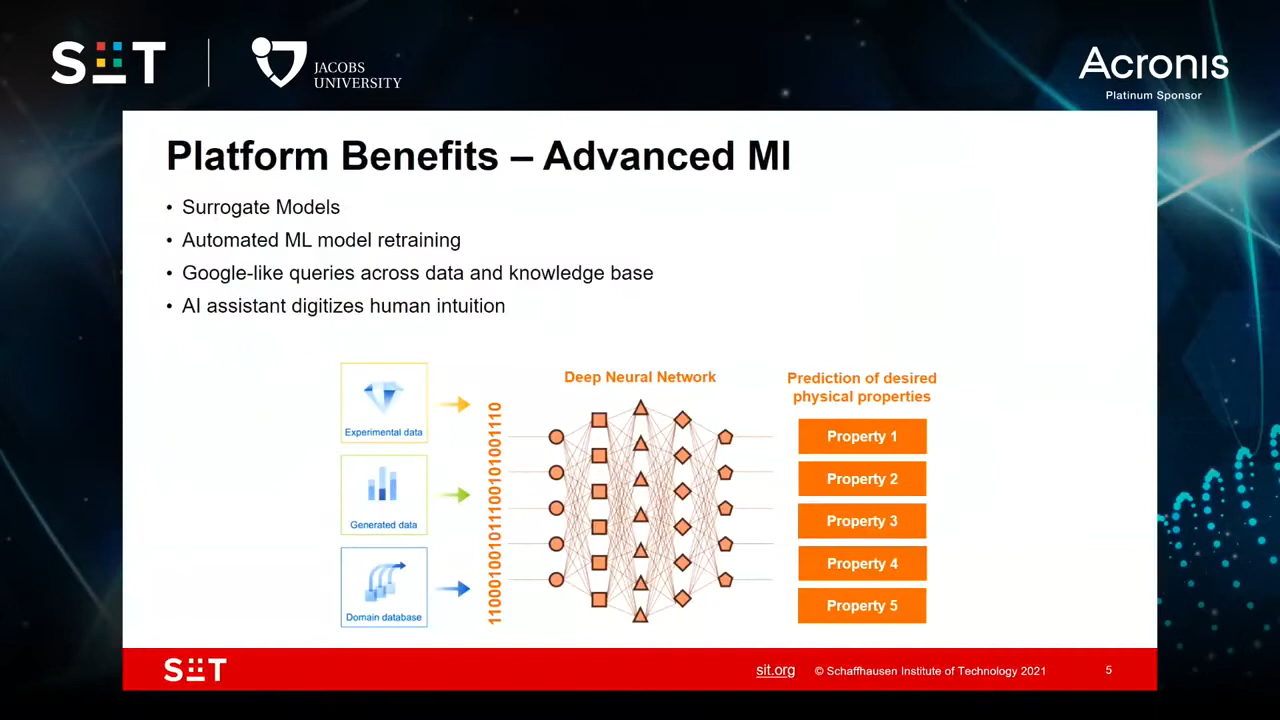 SIT
JACOBS
UNIVERSITY
Acronis
Platinum Sponsor
Platform Benefits – Advanced MI
• Surrogate Models
• Automated ML model retraining
• Google-like queries across data and knowledge base
• AI assistant digitizes human intuition
Experimental data
Generated data
Domain database
110001001011100101001110
Deep Neural Network
Prediction of desired
physical properties
Property 1
Property 2
Property 3
Property 4
Property 5
SIT
sit.org
© Schaffhausen Institute of Technology 2021
5